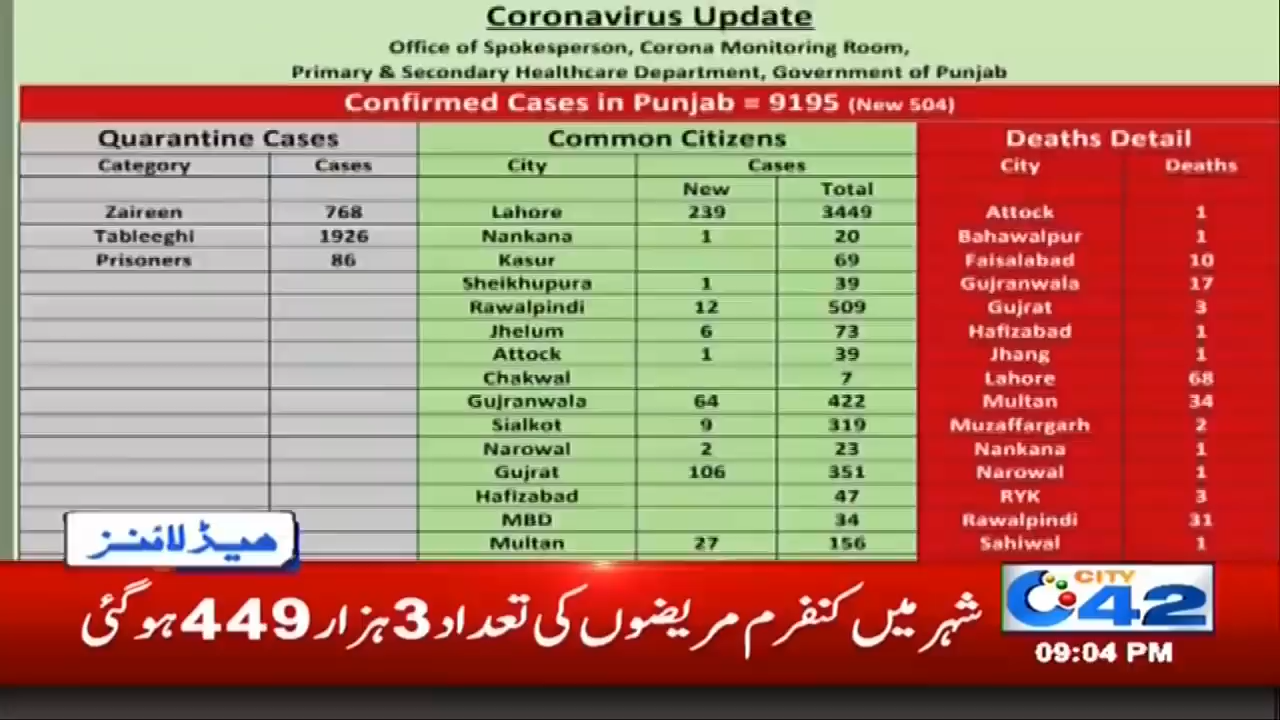 Coronavirus Update
Office of Spokesperson, Corona Monitoring Room,
Primary & Secondary Healthcare Department, Government of Punjab
Confirmed Cases in Punjab = 9195 (New 504)
Quarantine Cases Common Citizens Deaths Detail
Category Cases City Cases City Deaths
New Total
Zaireen 768 Lahore 239 3449 Attock 1
Tableeghi 1926 Nankana 1 20 Bahawalpur 1
Prisoners 86 Kasur 69 Faisalabad 10
Sheikhupura 1 39 Gujranwala 17
Rawalpindi 12 509 Gujrat 3
Jhelum 6 73 Hafizabad 1
Attock 1 39 Jhang 1
Chakwal 7 Lahore 68
Gujranwala 64 422 Multan 34
Sialkot 9 319 Muzaffargarh 2
Narowal 2 23 Nankana 1
Gujrat 106 351 Narowal 1
Hafizabad 47 RYK 3
MBD 34 Rawalpindi 31
Multan 27 156 Sahiwal 1
ہیڈلائنز
شہر میں کنفرم مریضوں کی تعداد 3 ہزار 449 ہوگئی
CITY
42
09:04 PM